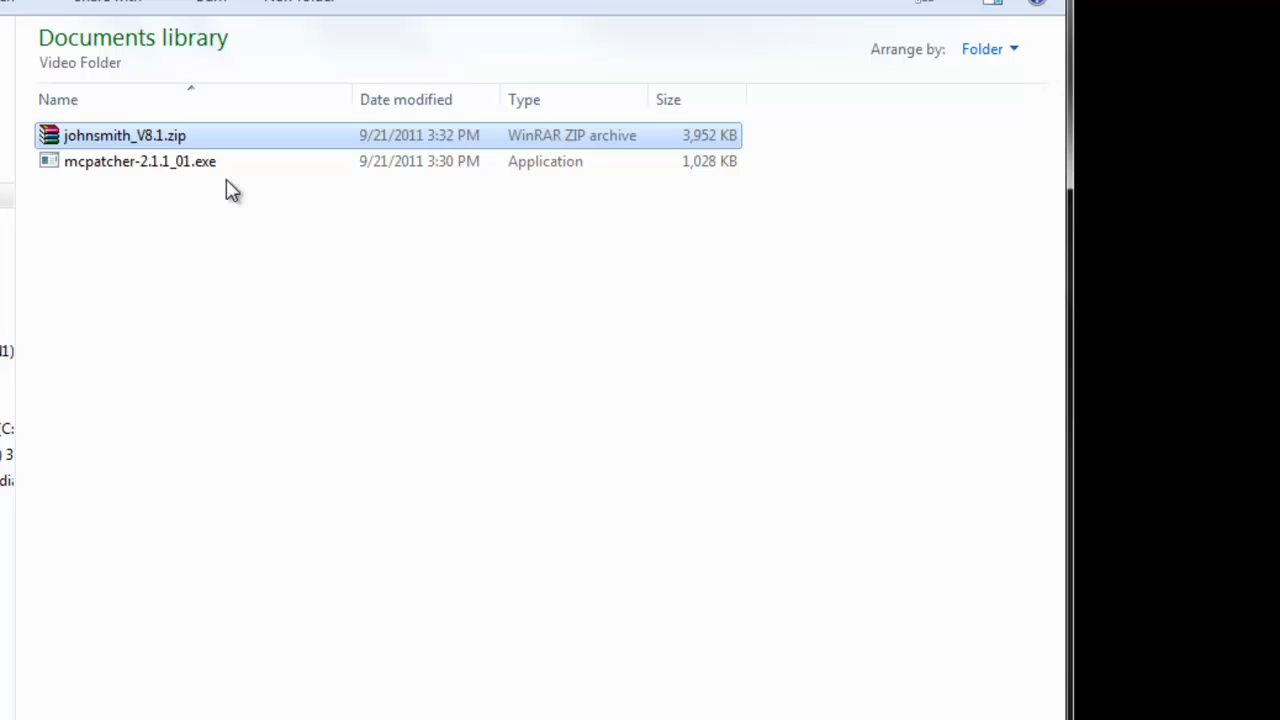 Documents library
Video Folder
Arrange by: Folder
Name Date modified Type Size
johnsmith_V8.1.zip 9/21/2011 3:32 PM WinRAR ZIP archive 3,952 KB
mcpatcher-2.1.1_01.exe 9/21/2011 3:30 PM Application 1,028 KB